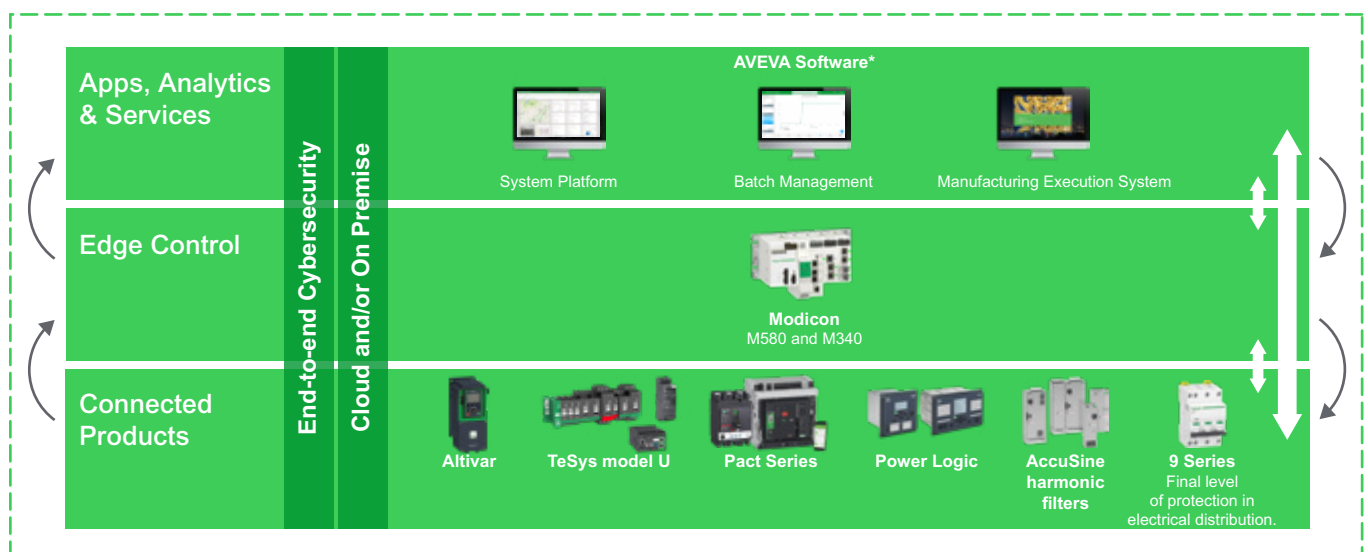 Apps, Analytics
& Services
End-to-end Cybersecurity
Cloud and/or On Premise
AVEVA Software*
System Platform
Batch Management
Manufacturing Execution System
Edge Control
Modicon
M580 and M340
Connected
Products
Altivar
TeSys model U
Pact Series
Power Logic
AccuSine
harmonic
filters
9 Series
Final level
of protection in
electrical distribution.